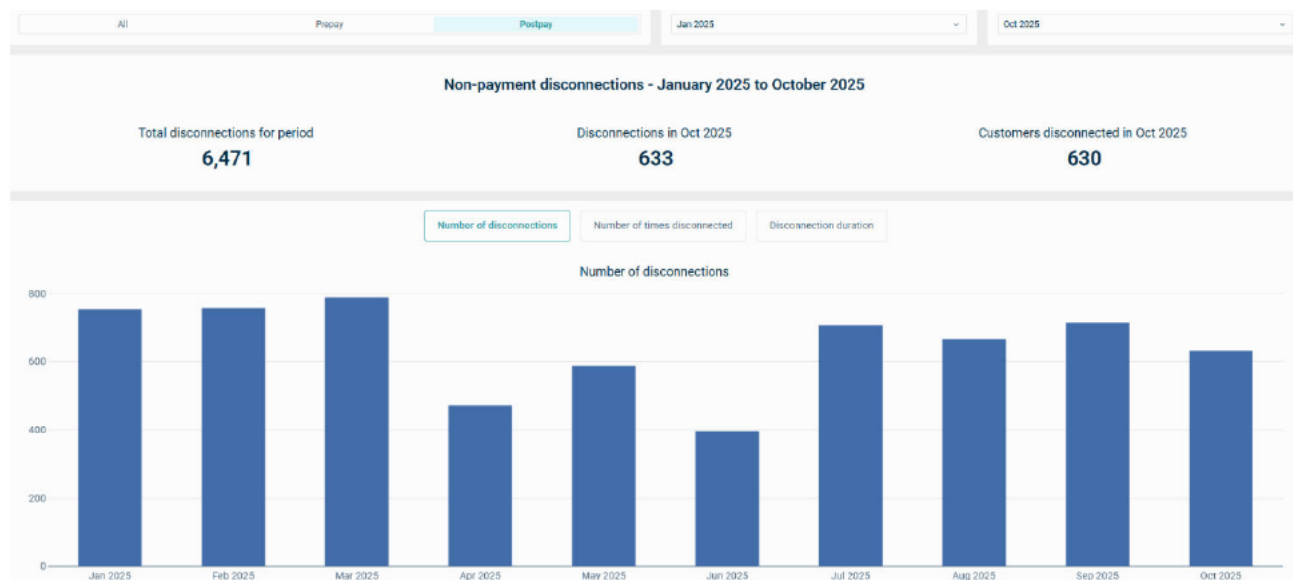 All Prepay Postpay Jan 2025 Oct 2025
Non-payment disconnections - January 2025 to October 2025
Total disconnections for period Disconnections in Oct 2025 Customers disconnected in Oct 2025
6,471 633 630
Number of disconnections Number of times disconnected Disconnection duration
Number of disconnections
800
600
400
200
0
Jan 2025 Feb 2025 Mar 2025 Apr 2025 May 2025 Jun 2025 Jul 2025 Aug 2025 Sep 2025 Oct 2025